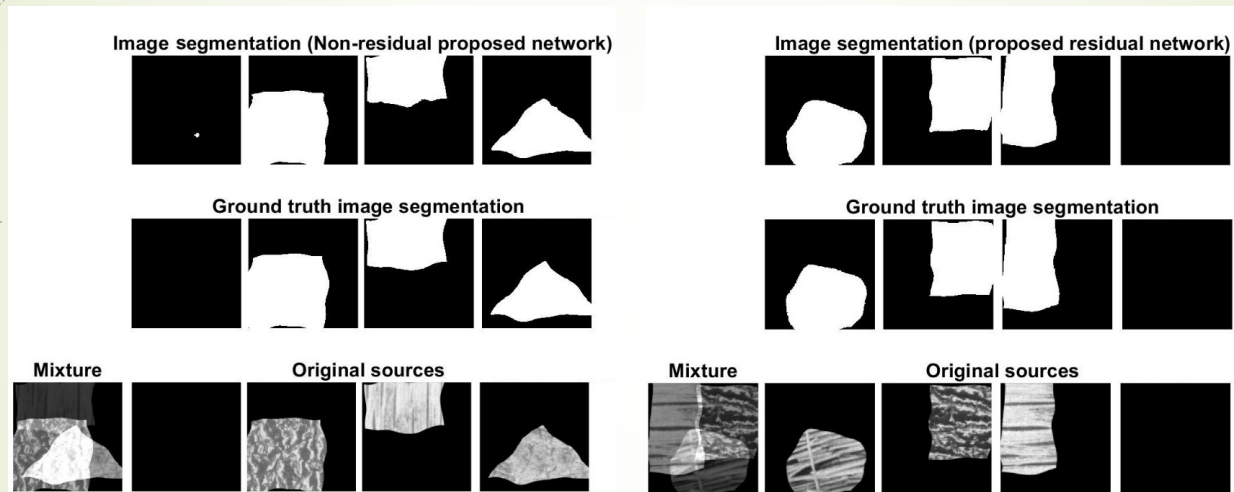 Image segmentation (Non-residual proposed network)
Ground truth image segmentation
Mixture
Original sources
Image segmentation (proposed residual network)
Ground truth image segmentation
Mixture
Original sources